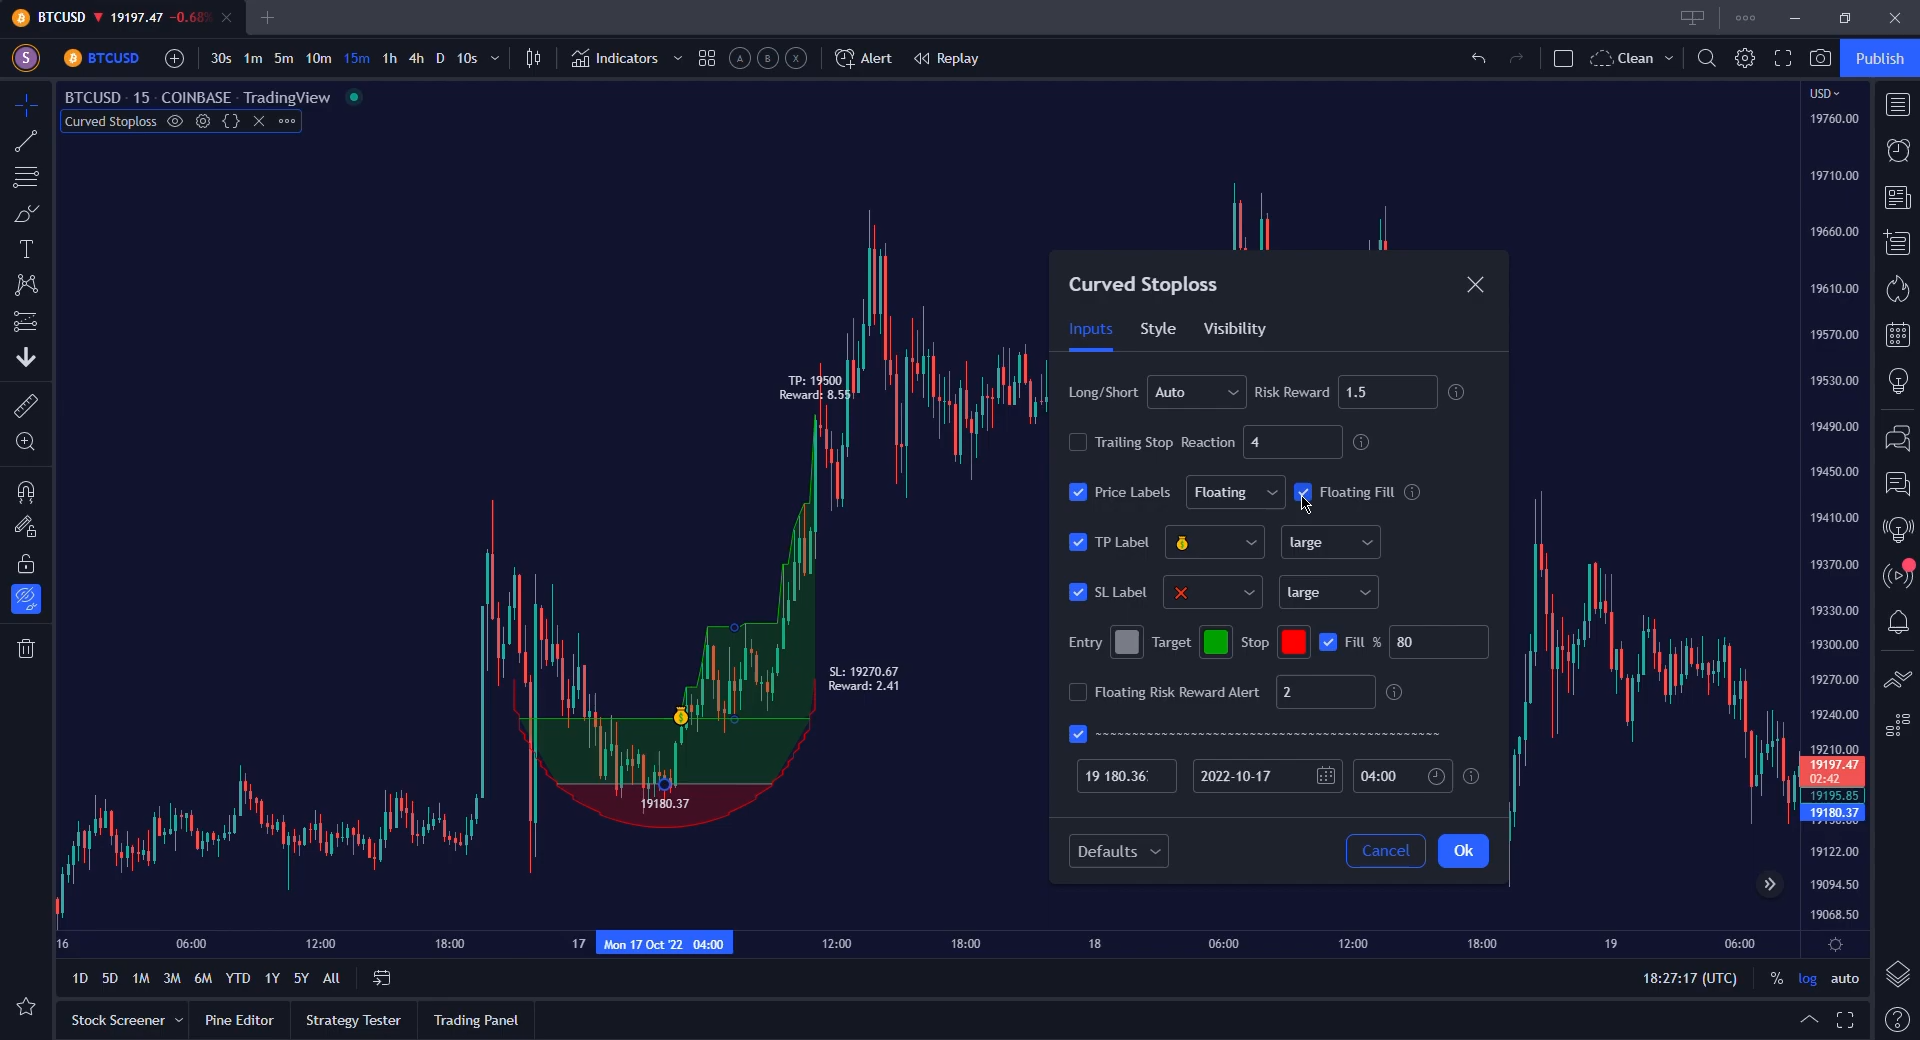 BTCUSD ▼ 19197.47 -0.68%
S BTCUSD 30s 1m 5m 10m 15m 1h 4h D 10s Indicators A B X Alert Replay Clean Publish
BTCUSD · 15 · COINBASE · TradingView
Curved Stoploss
USD
19760.00
19710.00
19660.00
19610.00
19570.00
19530.00
19490.00
19450.00
19410.00
19370.00
19330.00
19300.00
19270.00
19240.00
19210.00
19197.47
02:42
19195.85
19180.37
19122.00
19094.50
19068.50
TP: 19500
Reward: 8.55
SL: 19270.67
Reward: 2.41
19180.37
Curved Stoploss
Inputs Style Visibility
Long/Short Auto Risk Reward 1.5
Trailing Stop Reaction 4
Price Labels Floating Floating Fill
TP Label large
SL Label large
Entry Target Stop Fill % 80
Floating Risk Reward Alert 2
~~~~~~~~~~~~~~~~~~~~~~~~~~~~~~~~~~~~~~~~~~~~~~~
19 180.36 2022-10-17 04:00
Defaults Cancel Ok
16 06:00 12:00 18:00 17 Mon 17 Oct '22 04:00 12:00 18:00 18 06:00 12:00 18:00 19 06:00
1D 5D 1M 3M 6M YTD 1Y 5Y All 18:27:17 (UTC) % log auto
Stock Screener Pine Editor Strategy Tester Trading Panel